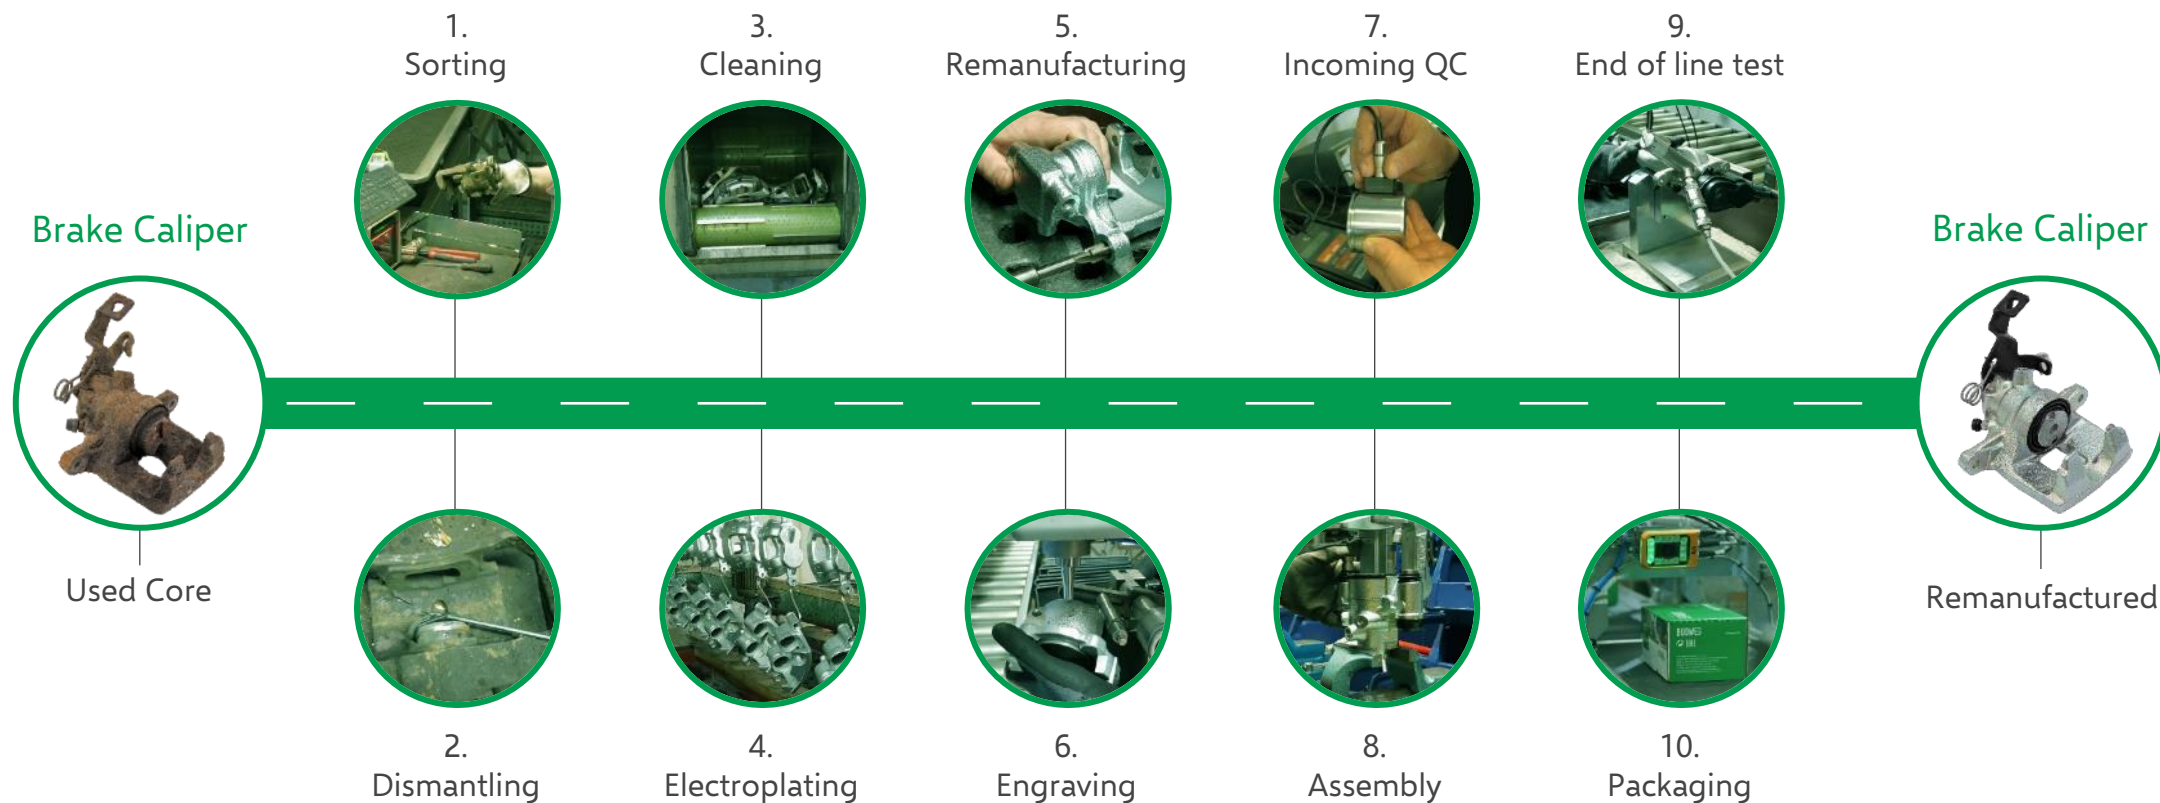 Brake Caliper
Used Core
1.
Sorting
2.
Dismantling
3.
Cleaning
4.
Electroplating
5.
Remanufacturing
6.
Engraving
7.
Incoming QC
8.
Assembly
9.
End of line test
10.
Packaging
Brake Caliper
Remanufactured